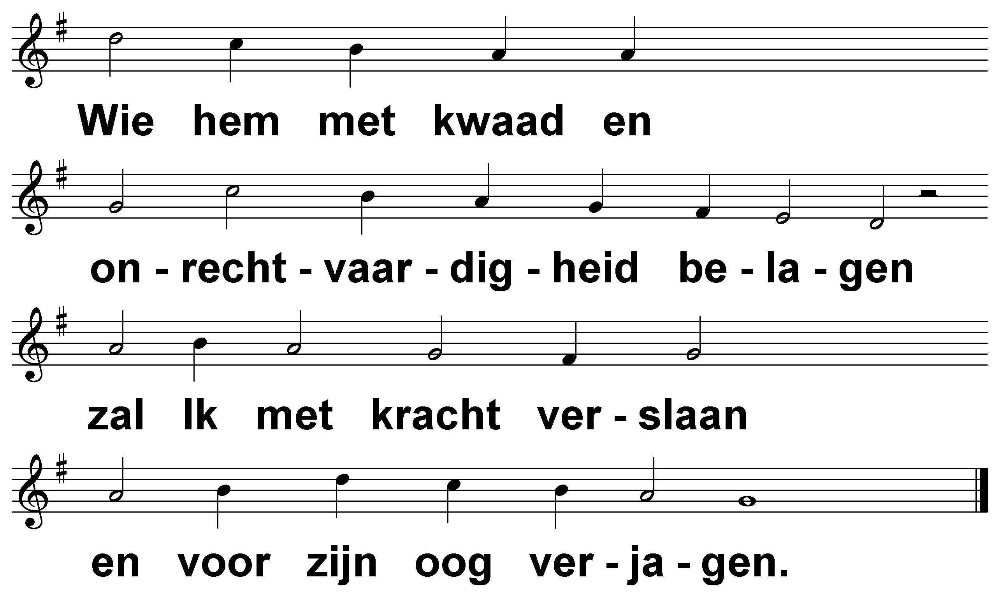 Wie hem met kwaad en
on - recht - vaar - dig - heid be - la - gen
zal Ik met kracht ver - slaan
en voor zijn oog ver - ja - gen.